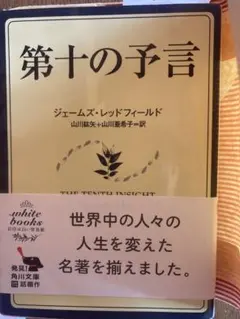 第十の予言
ジェームズ・レッドフィールド
山川紘矢+山川亜希子=訳
THE TENTH INSIGHT
white
books
世界中の人々の
人生を変えた
名著を揃えました。
発見!
角川文庫
話題作